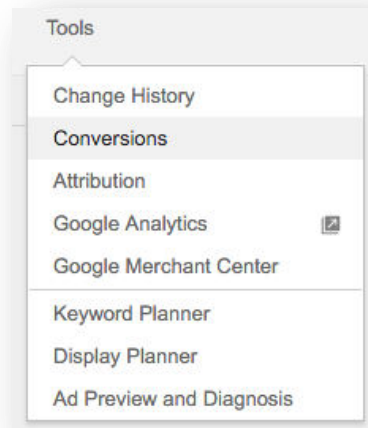 Tools
Change History
Conversions
Attribution
Google Analytics
Google Merchant Center
Keyword Planner
Display Planner
Ad Preview and Diagnosis